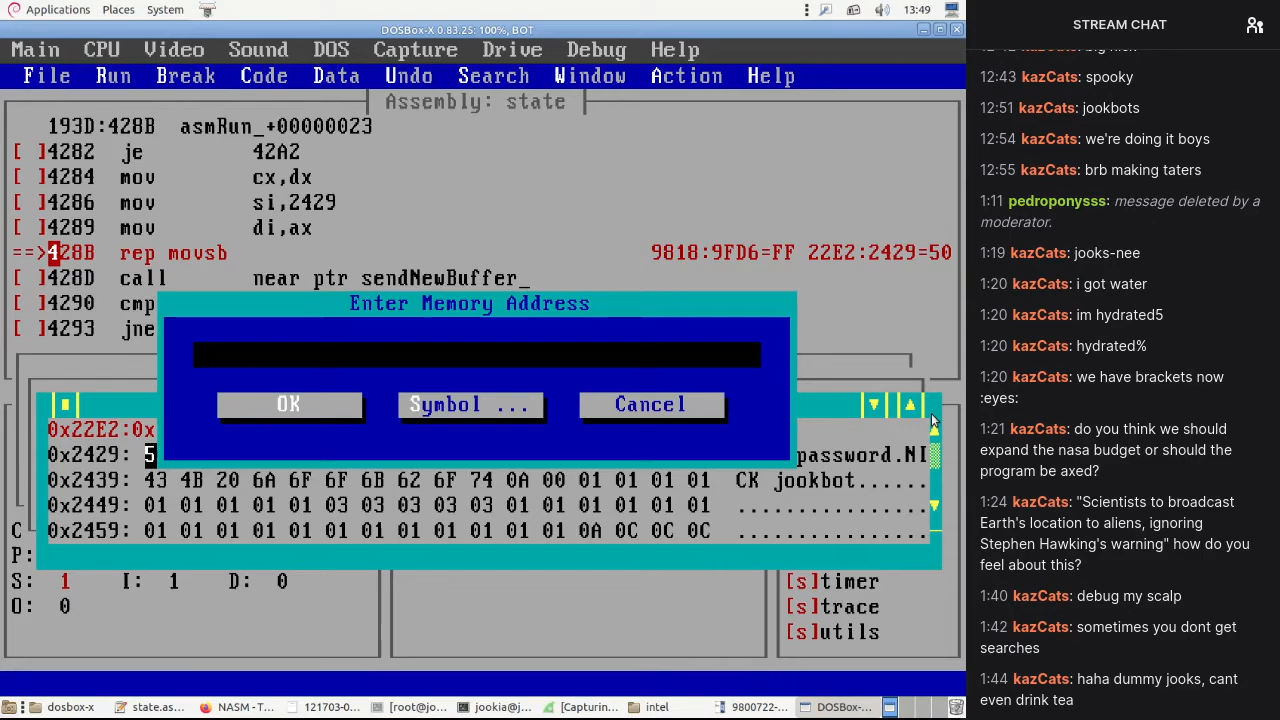 Applications Places System 13:49
DOSBox-X 0.83.25: 100%, BOT
Main CPU Video Sound DOS Capture Drive Debug Help
File Run Break Code Data Undo Search Window Action Help
Assembly: state
193D:428B asmRun_+00000023
[ ]4282 je 42A2
[ ]4284 mov cx,dx
[ ]4286 mov si,2429
[ ]4289 mov di,ax
==>428B rep movsb 9818:9FD6=FF 22E2:2429=50
[ ]428D call near ptr sendNewBuffer_
[ ]4290 cmp
[ ]4293 jne
Enter Memory Address
OK Symbol ... Cancel
0x22E2:0x
0x2429: 5 password.NI
0x2439: 43 4B 20 6A 6F 6F 6B 62 6F 74 0A 00 01 01 01 01 CK jookbot......
0x2449: 01 01 01 01 01 03 03 03 03 03 01 01 01 01 01 01 ................
0x2459: 01 01 01 01 01 01 01 01 01 01 01 01 0A 0C 0C 0C ................
C
P:
S: 1 I: 1 D: 0
O: 0
[s]timer
[s]trace
[s]utils
dosbox-x state.as... NASM - T... 121703-0... [root@jo... jookia@j... [Capturin... intel 9800722-... DOSBox-...
STREAM CHAT
12:43 kazCats: spooky
12:51 kazCats: jookbots
12:54 kazCats: we're doing it boys
12:55 kazCats: brb making taters
1:11 pedroponysss: message deleted by a
moderator.
1:19 kazCats: jooks-nee
1:20 kazCats: i got water
1:20 kazCats: im hydrated5
1:20 kazCats: hydrated%
1:20 kazCats: we have brackets now
:eyes:
1:21 kazCats: do you think we should
expand the nasa budget or should the
program be axed?
1:24 kazCats: "Scientists to broadcast
Earth's location to aliens, ignoring
Stephen Hawking's warning" how do you
feel about this?
1:40 kazCats: debug my scalp
1:42 kazCats: sometimes you dont get
searches
1:44 kazCats: haha dummy jooks, cant
even drink tea